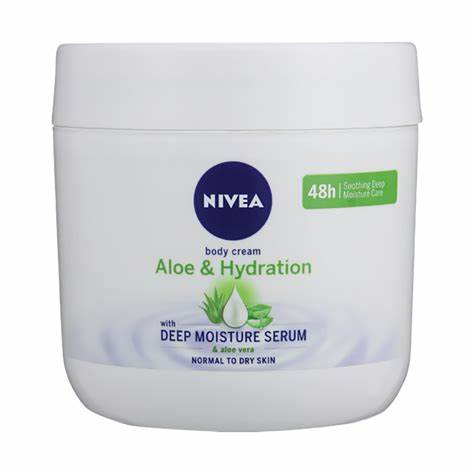 NIVEA
48h
Soothing Deep
Moisture Care
body cream
Aloe & Hydration
with
DEEP MOISTURE SERUM
& aloe vera
NORMAL TO DRY SKIN